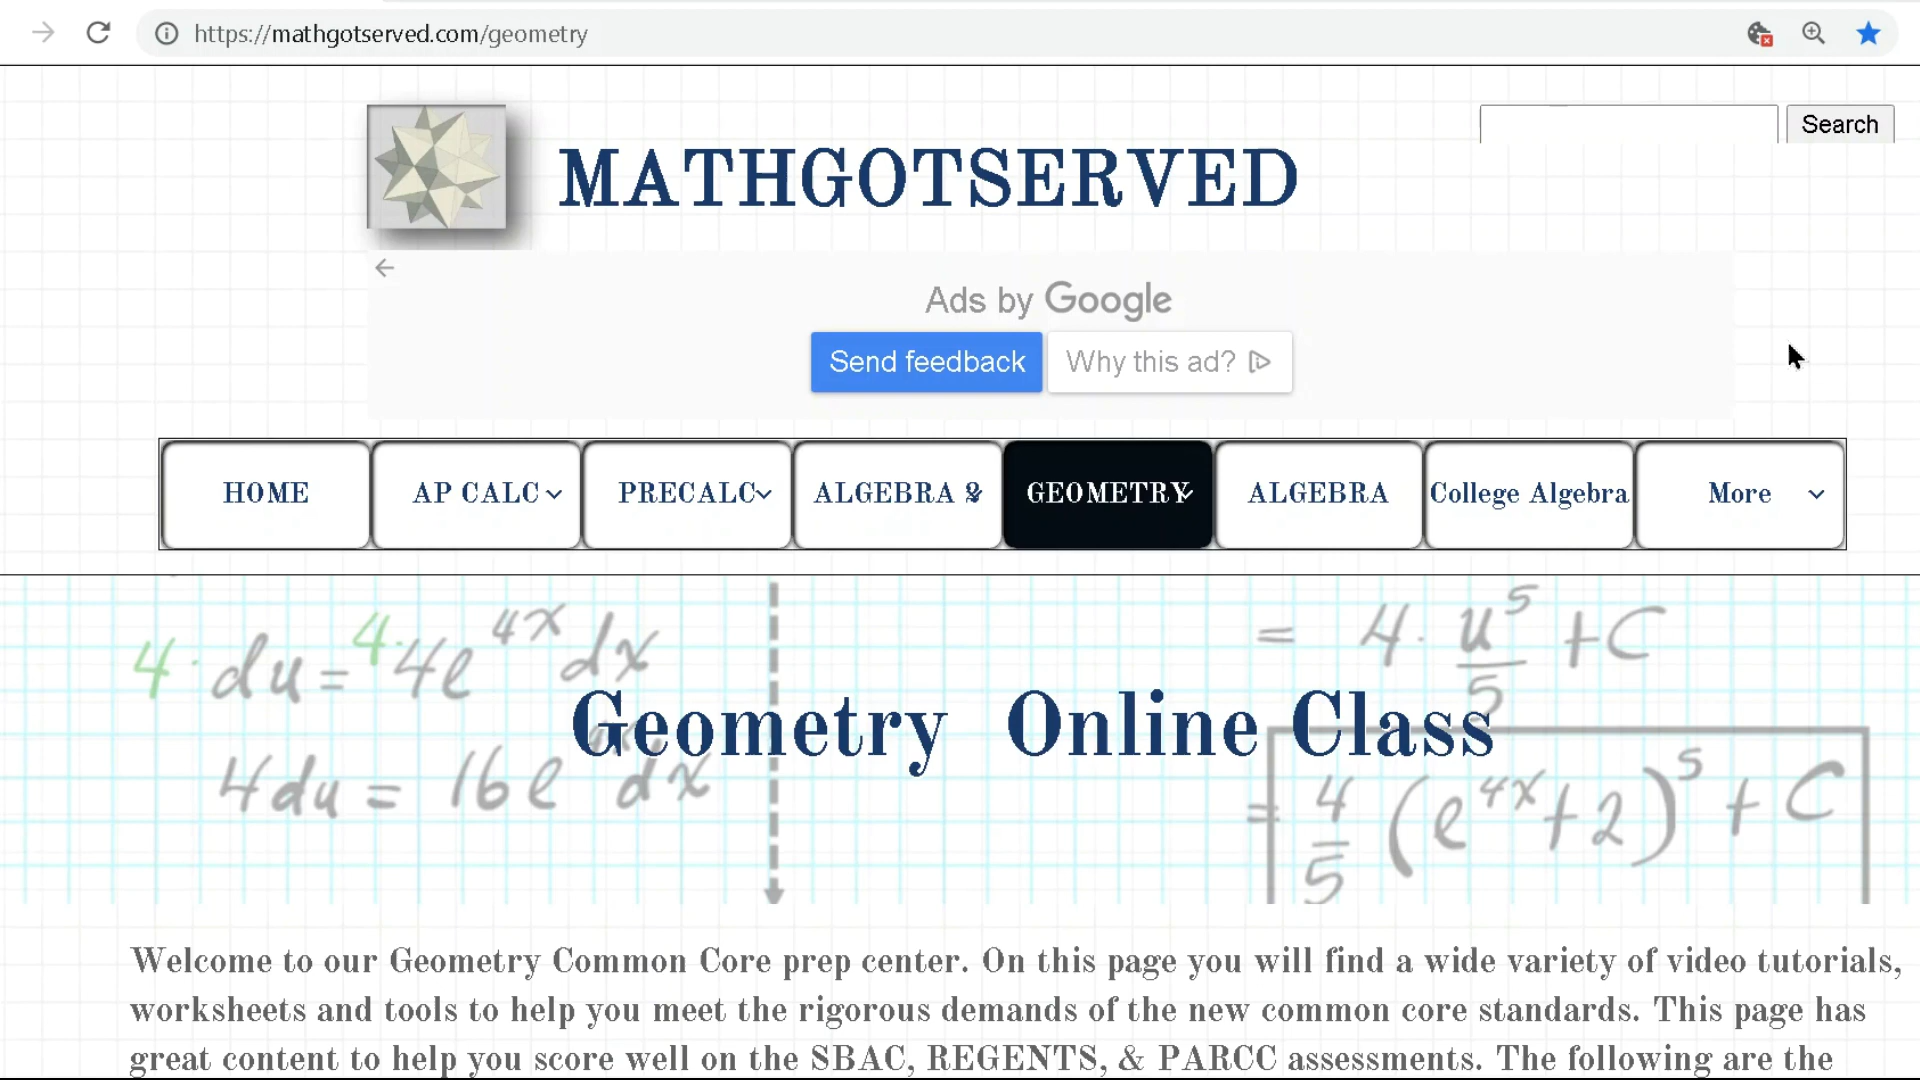 https://mathgotserved.com/geometry
Search
MATHGOTSERVED
Ads by Google
Send feedback
Why this ad?
HOME
AP CALC
PRECALC
ALGEBRA 2
GEOMETRY
ALGEBRA
College Algebra
More
4· du = 4· 4e^4x dx
= 4 · u^5/5 + C
Geometry Online Class
4du = 16e dx
= 4/5 (e^4x + 2)^5 + C
Welcome to our Geometry Common Core prep center. On this page you will find a wide variety of video tutorials,
worksheets and tools to help you meet the rigorous demands of the new common core standards. This page has
great content to help you score well on the SBAC, REGENTS, & PARCC assessments. The following are the